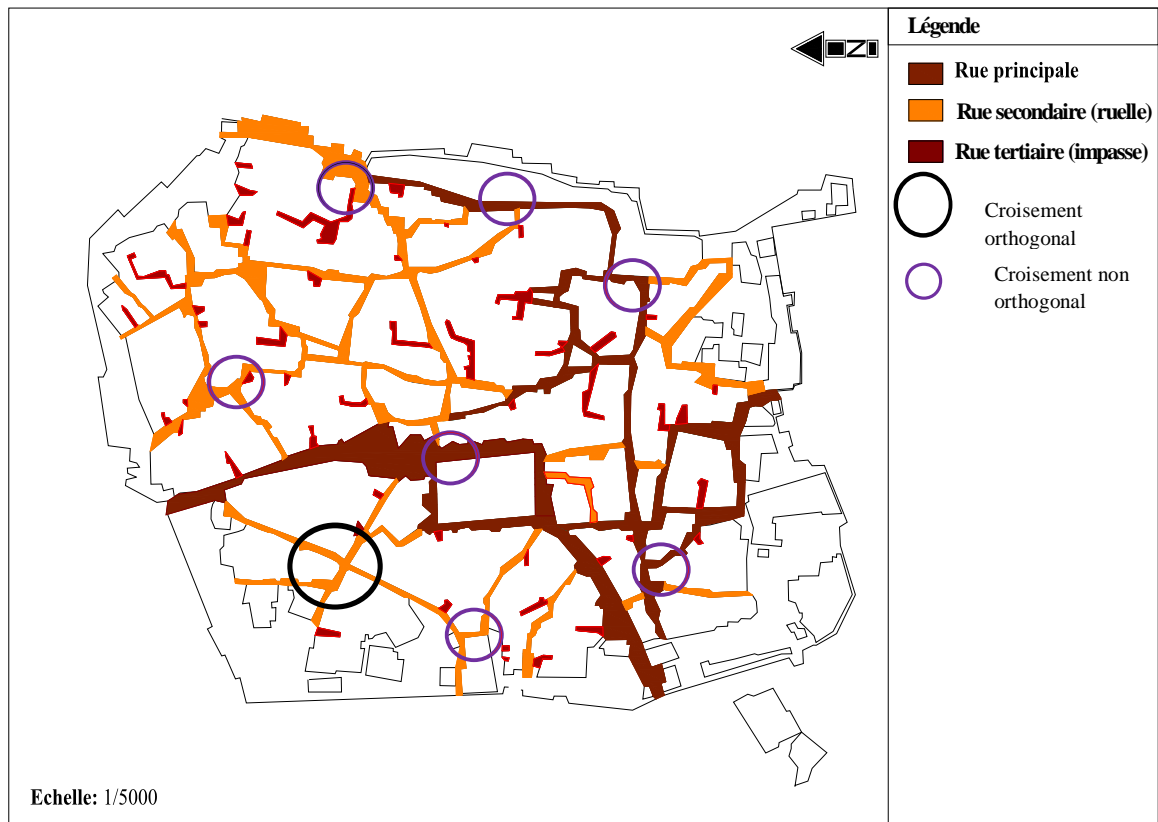 N
Légende
Rue principale
Rue secondaire (ruelle)
Rue tertiaire (impasse)
Croisement
orthogonal
Croisement non
orthogonal
Echelle: 1/5000